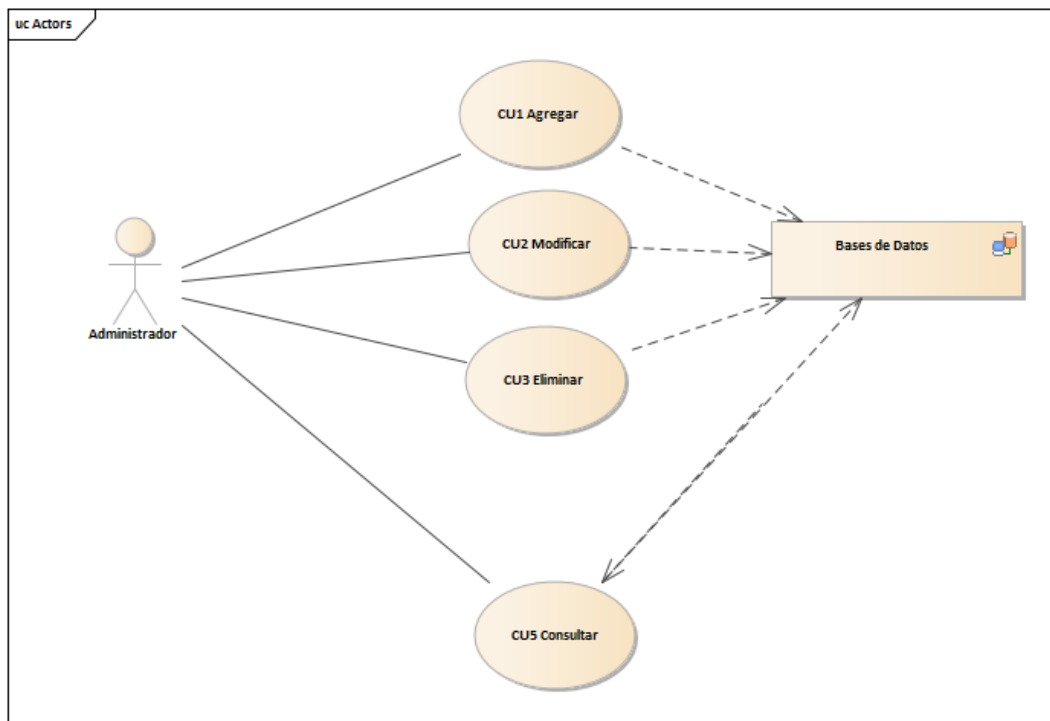 uc Actors
CU1 Agregar
CU2 Modificar
Bases de Datos
Administrador
CU3 Eliminar
CU5 Consultar